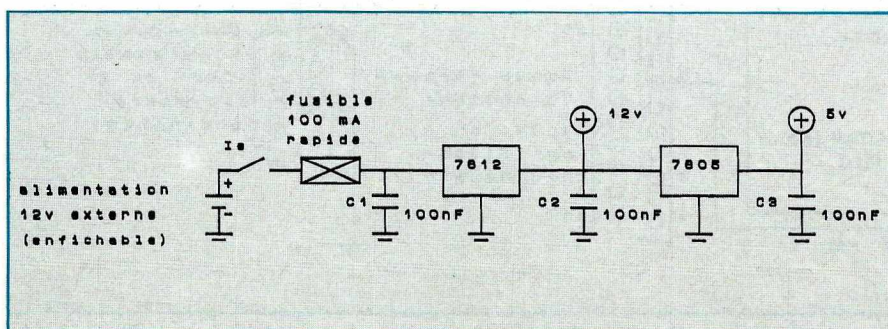 fusible
100 mA
rapide
Is
+
-
alimentation
12v externe
(enfichable)
C1
100nF
7812
12v
C2
100nF
7805
5v
C3
100nF